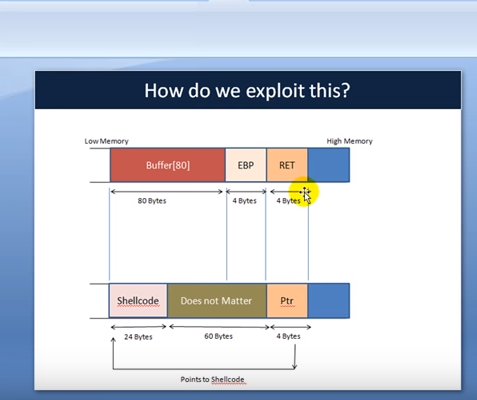 How do we exploit this?
Low Memory
High Memory
Buffer[80]
EBP
RET
80 Bytes
4 Bytes
4 Bytes
Shellcode
Does not Matter
Ptr
24 Bytes
60 Bytes
4 Bytes
Points to Shellcode